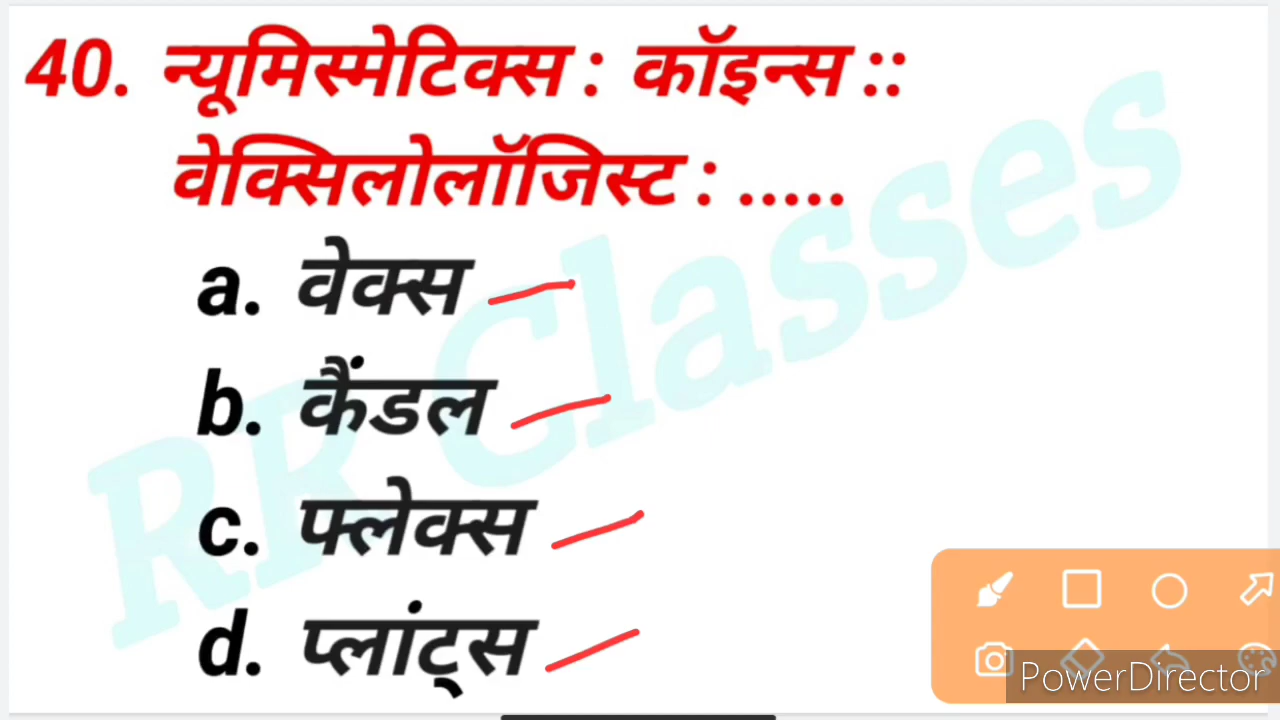 40. न्यूमिस्मेटिक्स : कॉइन्स ::
वेक्सिलोलॉजिस्ट : .....
a. वेक्स
b. कैंडल
c. फ्लेक्स
d. प्लांट्स
RR Classes
PowerDirector